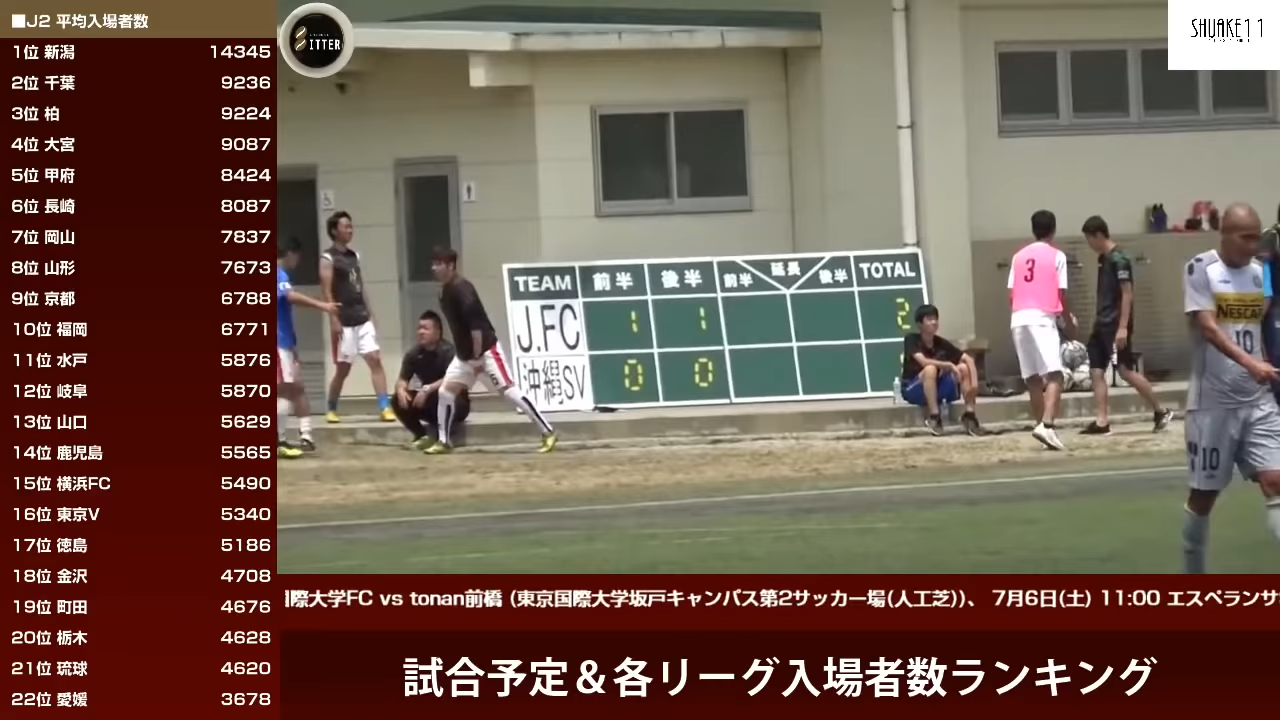 ■J2 平均入場者数
1位 新潟 14345
2位 千葉 9236
3位 柏 9224
4位 大宮 9087
5位 甲府 8424
6位 長崎 8087
7位 岡山 7837
8位 山形 7673
9位 京都 6788
10位 福岡 6771
11位 水戸 5876
12位 岐阜 5870
13位 山口 5629
14位 鹿児島 5565
15位 横浜FC 5490
16位 東京V 5340
17位 徳島 5186
18位 金沢 4708
19位 町田 4676
20位 栃木 4628
21位 琉球 4620
22位 愛媛 3678
ITTER
SHUAKE11
TEAM 前半 後半 前半 延長 後半 TOTAL
J.FC 1 1 2
沖縄SV 0 0
3
NESCAF
10
10
国際大学FC vs tonan前橋 (東京国際大学坂戸キャンパス第2サッカー場(人工芝))、 7月6日(土) 11:00 エスペランサ
試合予定＆各リーグ入場者数ランキング